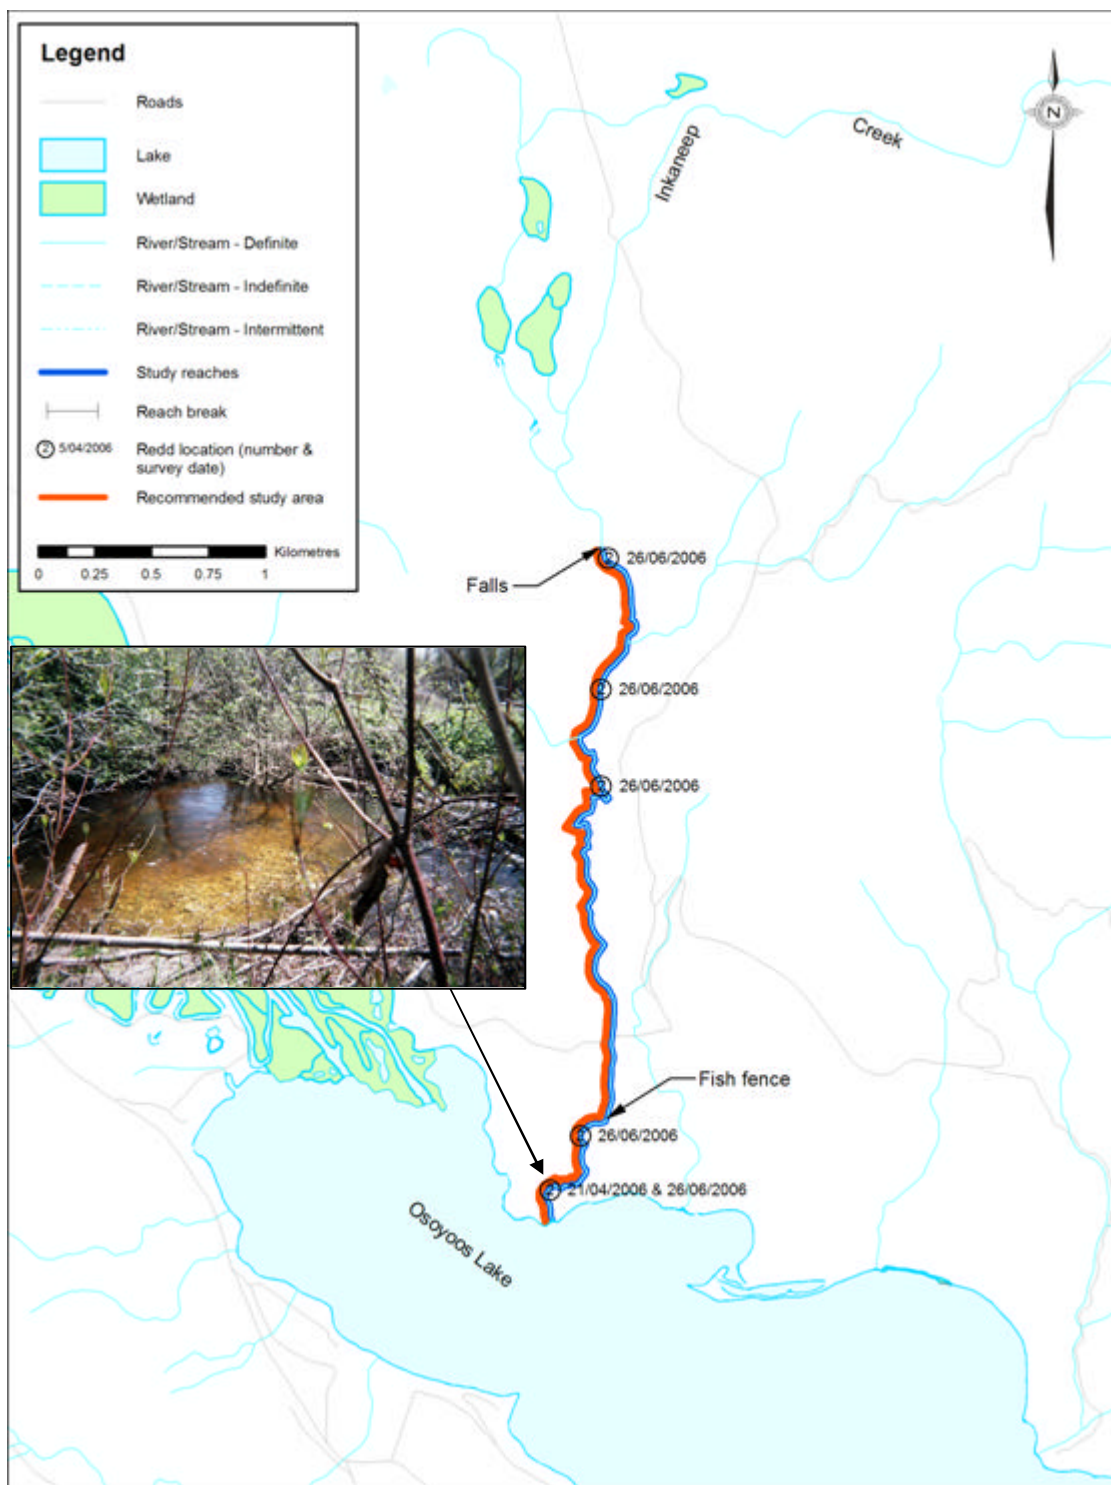 Legend
Roads
Lake
Wetland
River/Stream - Definite
River/Stream - Indefinite
River/Stream - Intermittent
Study reaches
Reach break
2 5/04/2006 Redd location (number &
survey date)
Recommended study area
Kilometres
0 0.25 0.5 0.75 1
N
Inkaneep
Creek
Falls
2 26/06/2006
26/06/2006
26/06/2006
Fish fence
26/06/2006
21/04/2006 & 26/06/2006
Osoyoos Lake